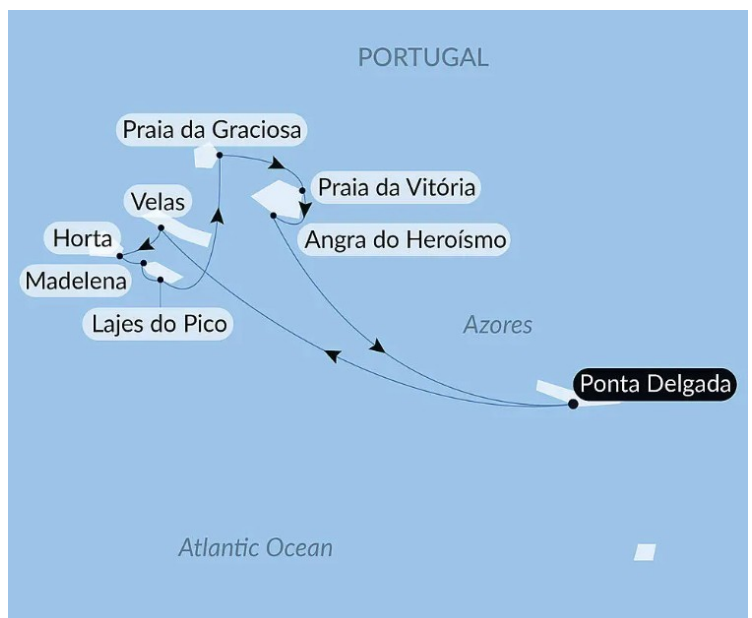 PORTUGAL
Praia da Graciosa
Praia da Vitória
Velas
Horta
Angra do Heroísmo
Madelena
Lajes do Pico
Azores
Ponta Delgada
Atlantic Ocean